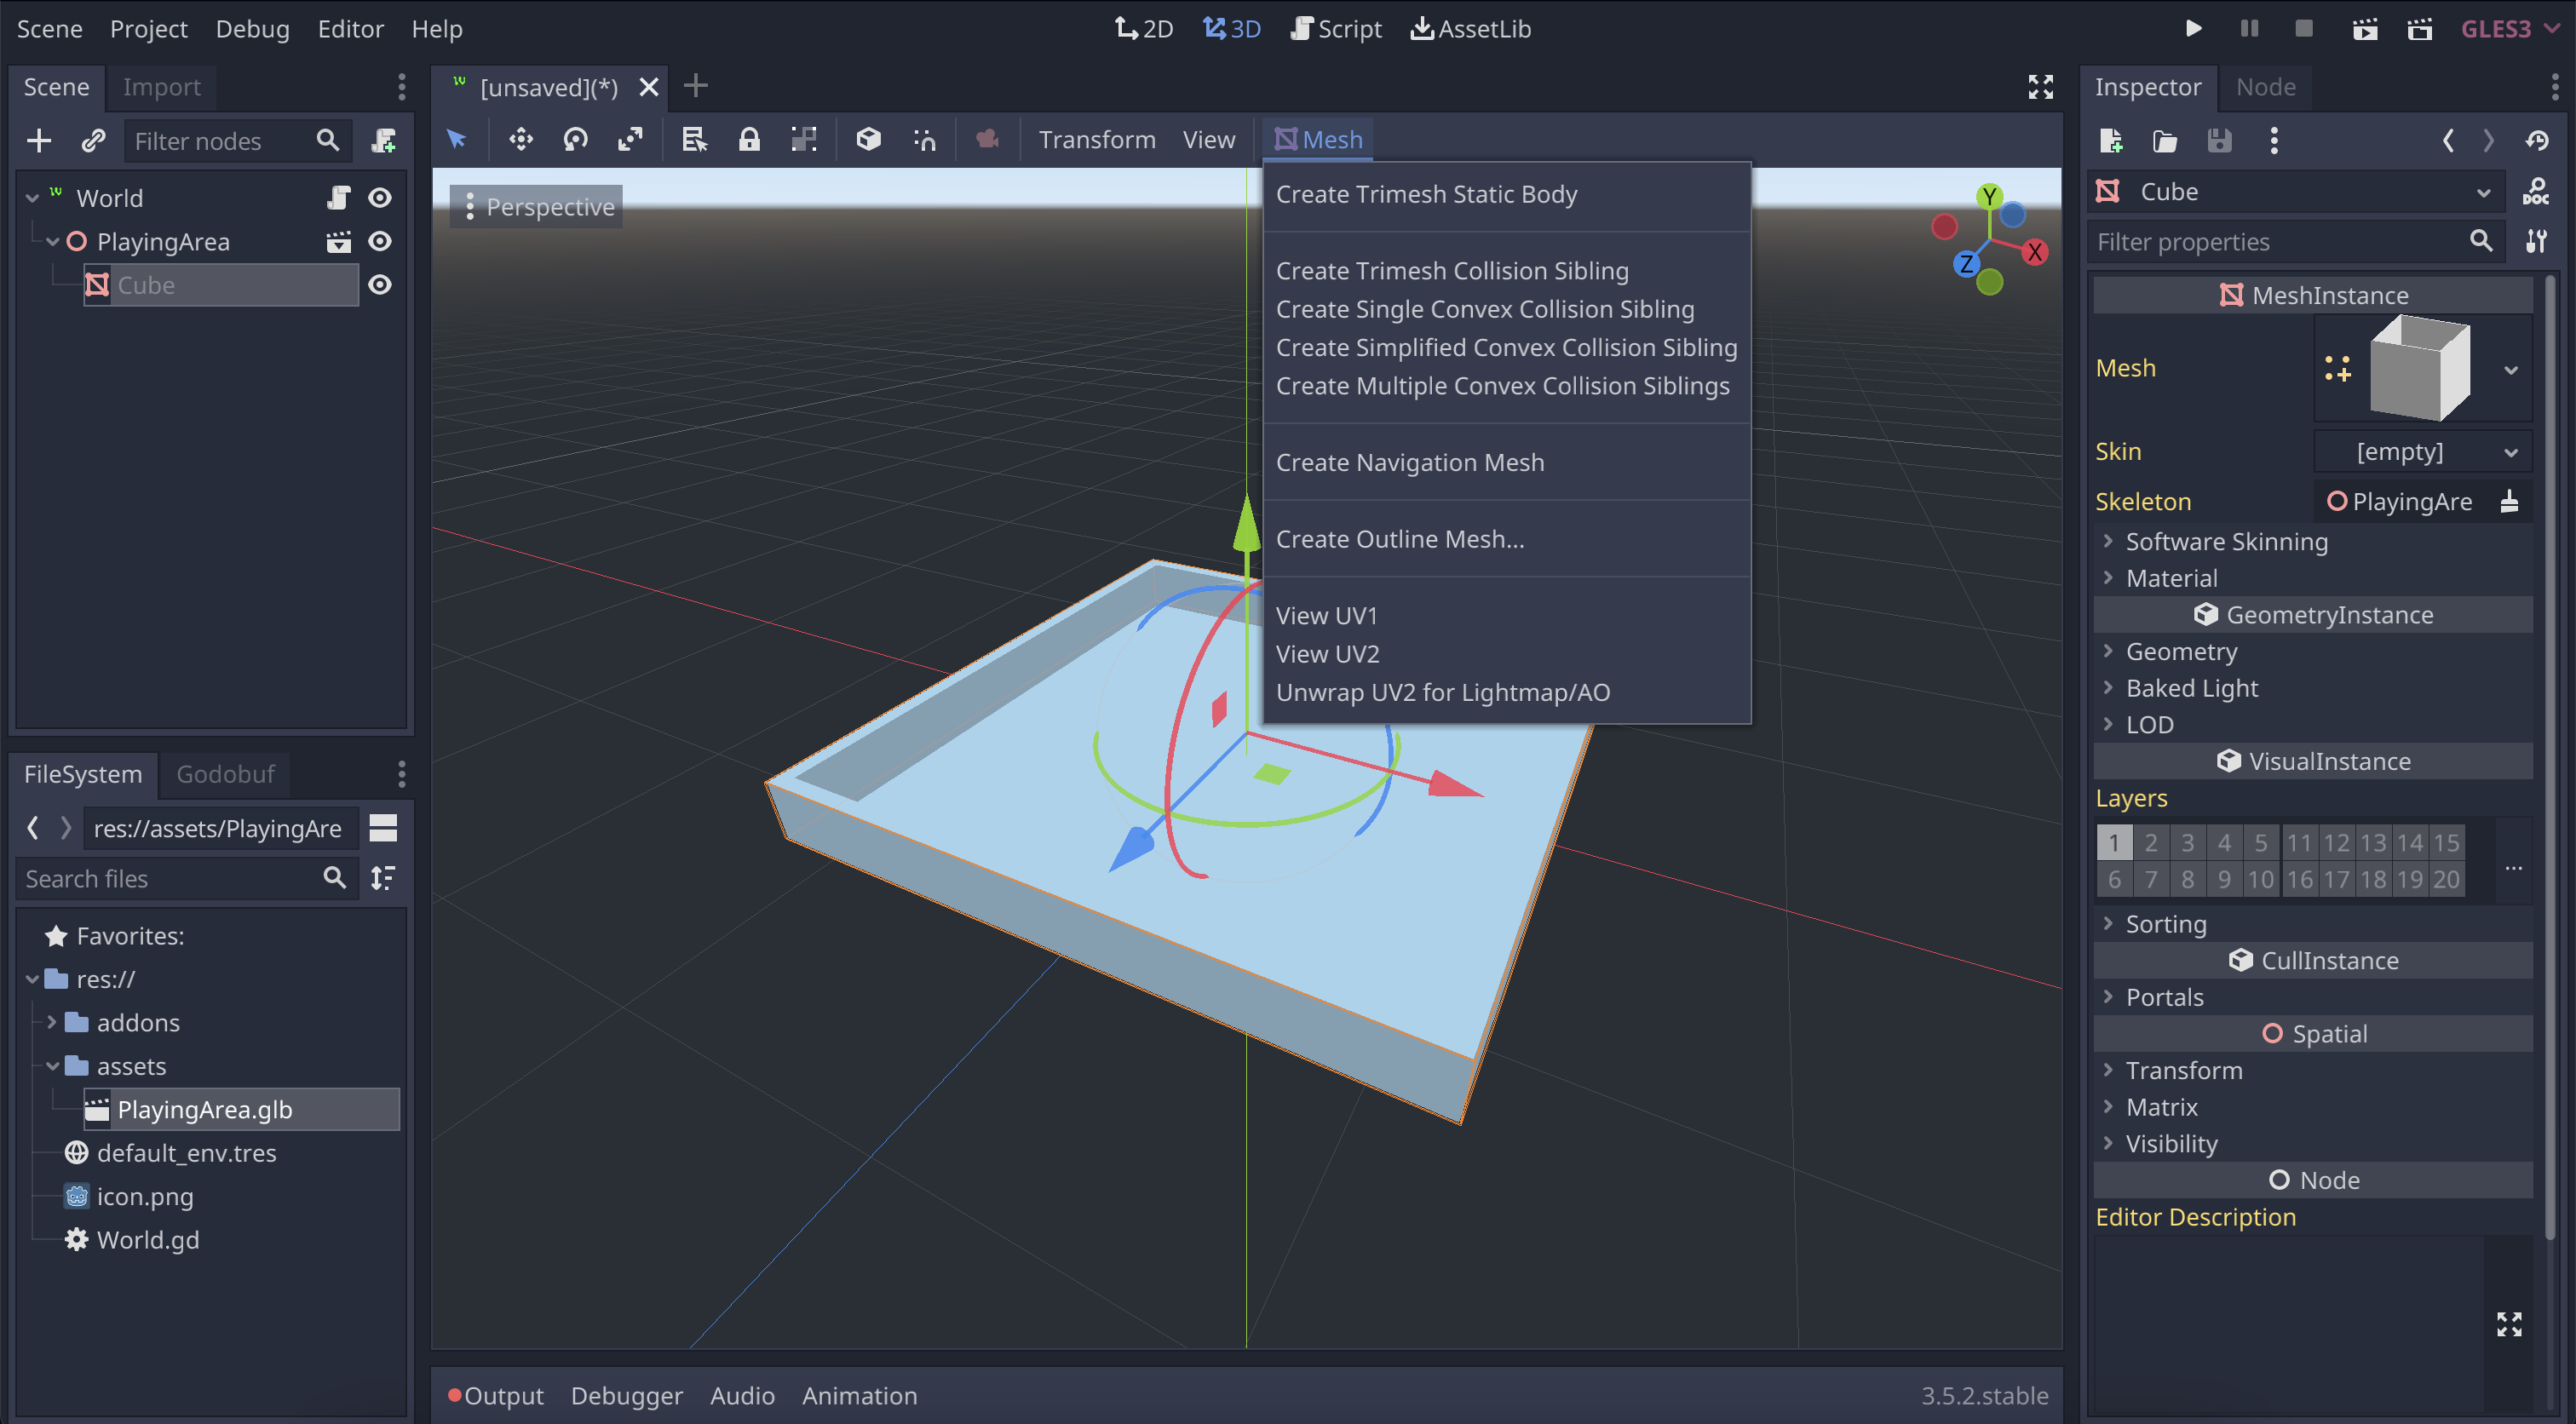 Scene Project Debug Editor Help 2D 3D Script AssetLib GLES3
Scene Import
Filter nodes
World
PlayingArea
Cube
FileSystem Godobuf
res://assets/PlayingAre
Search files
Favorites:
res://
addons
assets
PlayingArea.glb
default_env.tres
icon.png
World.gd
[unsaved](*)
Transform View Mesh
Perspective
Create Trimesh Static Body
Create Trimesh Collision Sibling
Create Single Convex Collision Sibling
Create Simplified Convex Collision Sibling
Create Multiple Convex Collision Siblings
Create Navigation Mesh
Create Outline Mesh...
View UV1
View UV2
Unwrap UV2 for Lightmap/AO
Y
X
Z
Output Debugger Audio Animation 3.5.2.stable
Inspector Node
Cube
DOC
Filter properties
MeshInstance
Mesh
Skin [empty]
Skeleton PlayingAre
Software Skinning
Material
GeometryInstance
Geometry
Baked Light
LOD
VisualInstance
Layers
1 2 3 4 5 11 12 13 14 15
6 7 8 9 10 16 17 18 19 20
...
Sorting
CullInstance
Portals
Spatial
Transform
Matrix
Visibility
Node
Editor Description